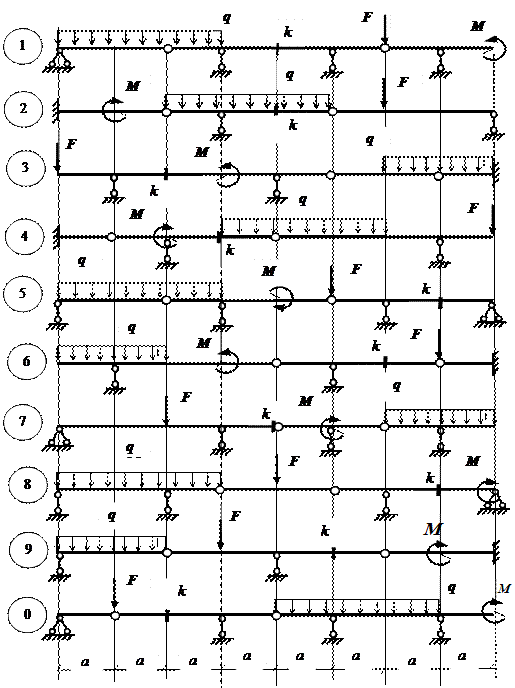 q F M
1 k
M q F
2 k
F M q
3 k q F
M
4 k
q M F
5 k
q M F
6 k
F M q
7 k
q F M
8 k
q F k M
9
F k q M
0
a a a a a a a a